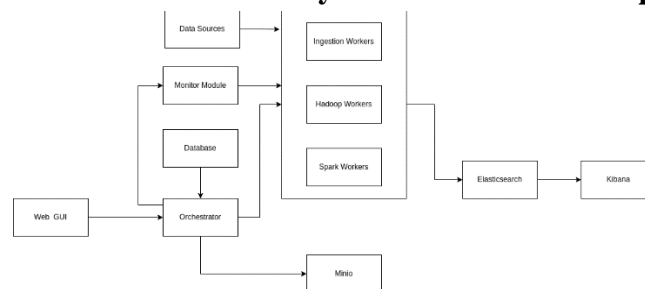 Data Sources
Ingestion Workers
Monitor Module
Hadoop Workers
Database
Spark Workers
Elasticsearch
Kibana
Web GUI
Orchestrator
Minio